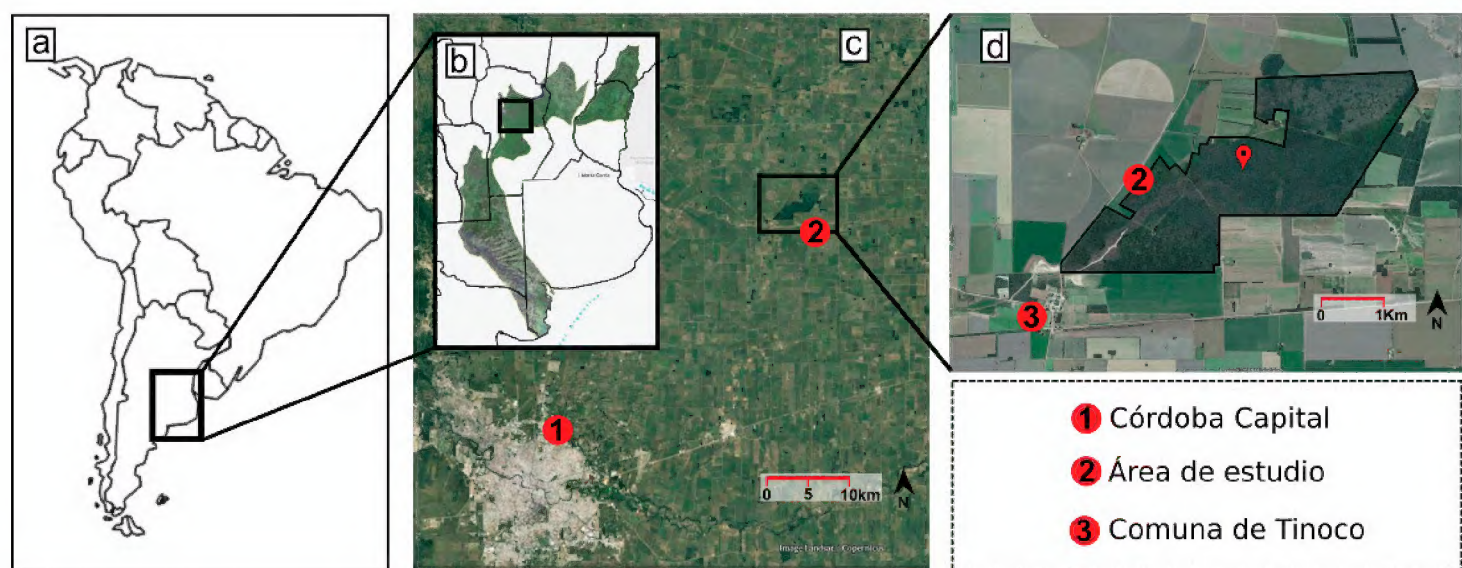 a
b
c
d
2
2
3
1
0 5 10km
N
0 1Km
N
Image Landsat / Copernicus
1 Córdoba Capital
2 Área de estudio
3 Comuna de Tinoco